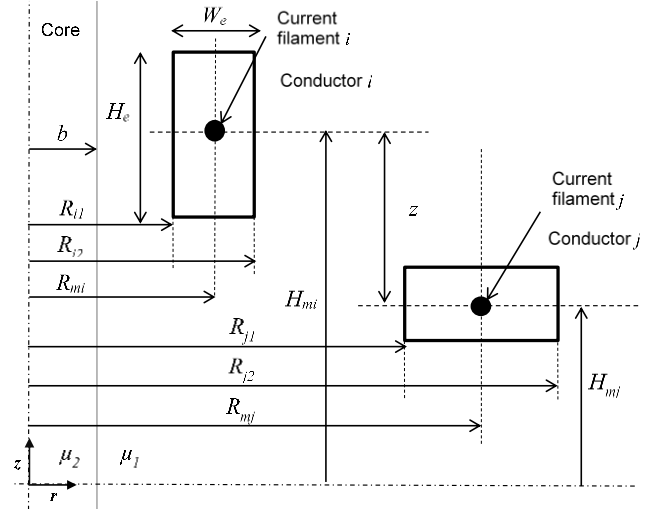 Core
W_e
Current
filament i
Conductor i
H_e
b
R_i1
R_i2
R_mi
z
Current
filament j
Conductor j
H_mi
R_j1
R_j2
R_mj
H_mj
z
μ_2
μ_1
r